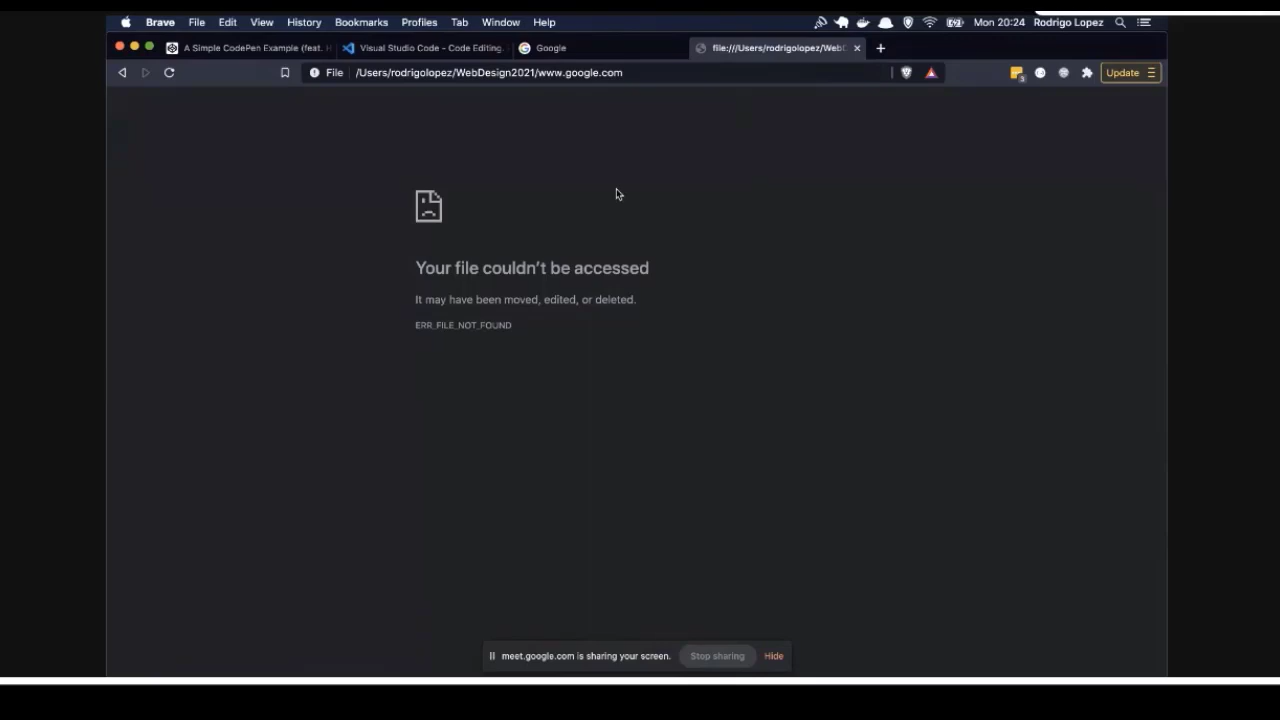 Brave File Edit View History Bookmarks Profiles Tab Window Help Mon 20:24 Rodrigo Lopez
A Simple CodePen Example (feat. H Visual Studio Code - Code Editing. Google file:///Users/rodrigolopez/WebD
File /Users/rodrigolopez/WebDesign2021/www.google.com Update
Your file couldn't be accessed
It may have been moved, edited, or deleted.
ERR_FILE_NOT_FOUND
meet.google.com is sharing your screen. Stop sharing Hide